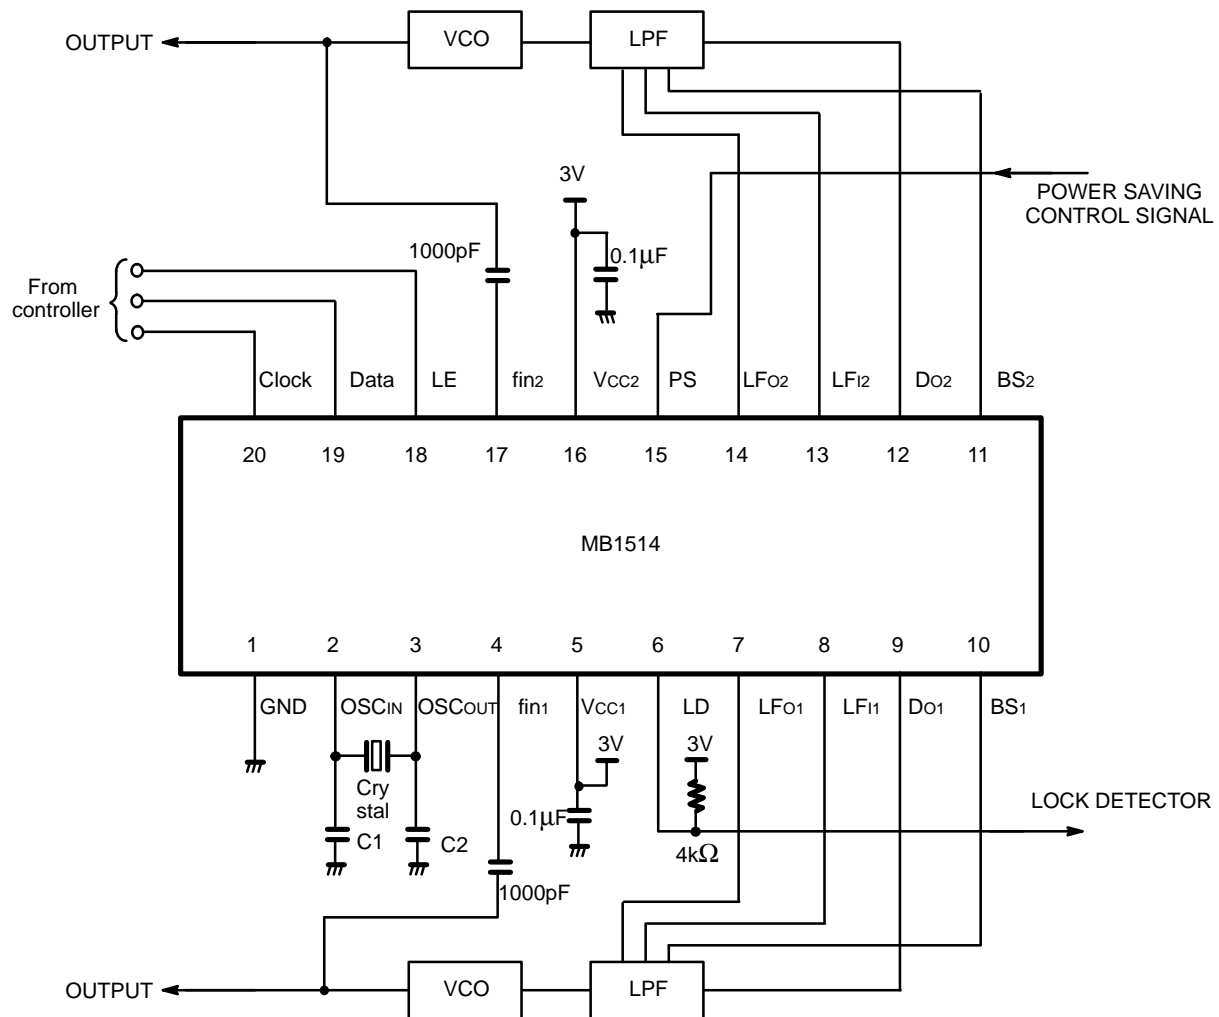 OUTPUT
VCO
LPF
3V
POWER SAVING
CONTROL SIGNAL
1000pF
0.1μF
From
controller
Clock
Data
LE
fin2
VCC2
PS
LFO2
LFI2
DO2
BS2
20
19
18
17
16
15
14
13
12
11
MB1514
1
2
3
4
5
6
7
8
9
10
GND
OSCIN
OSCOUT
fin1
VCC1
LD
LFO1
LFI1
DO1
BS1
3V
3V
Cry
stal
0.1μF
LOCK DETECTOR
C1
C2
4kΩ
1000pF
OUTPUT
VCO
LPF